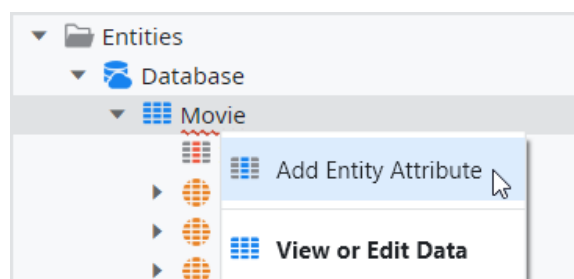 Entities
Database
Movie
Add Entity Attribute
View or Edit Data